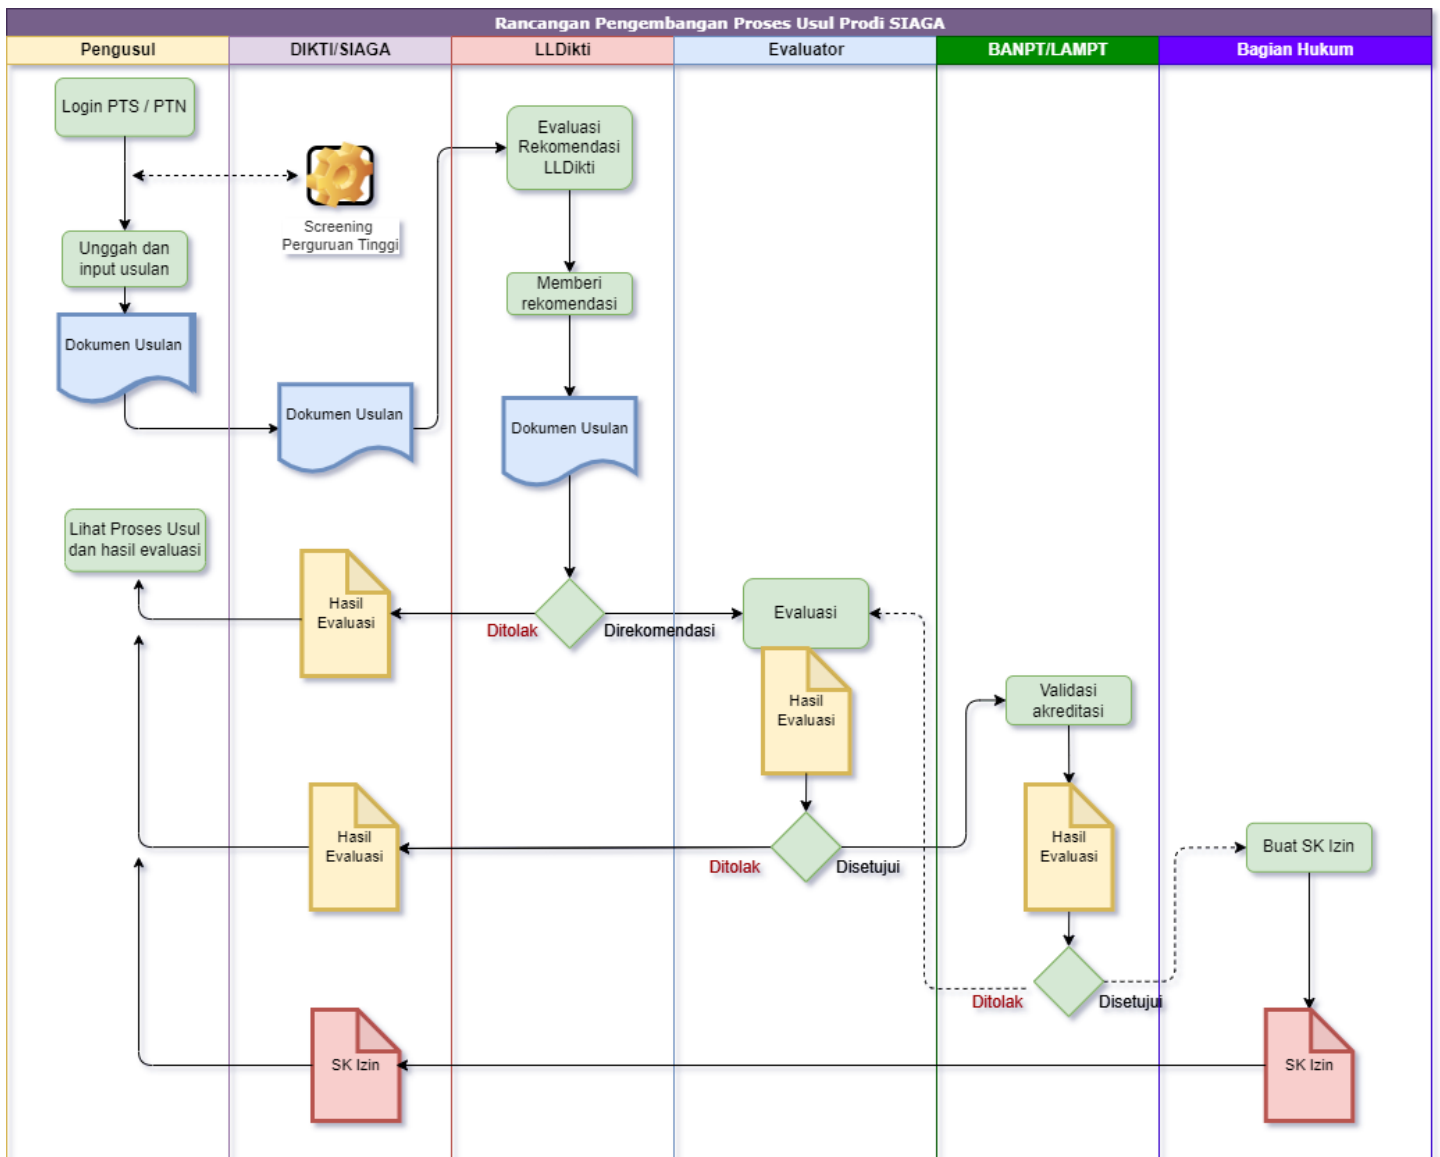 Rancangan Pengembangan Proses Usul Prodi SIAGA
Pengusul
DIKTI/SIAGA
LLDikti
Evaluator
BANPT/LAMPT
Bagian Hukum
Login PTS / PTN
Evaluasi
Rekomendasi
LLDikti
Screening
Perguruan Tinggi
Unggah dan
input usulan
Memberi
rekomendasi
Dokumen Usulan
Dokumen Usulan
Dokumen Usulan
Lihat Proses Usul
dan hasil evaluasi
Hasil
Evaluasi
Ditolak
Direkomendasi
Evaluasi
Hasil
Evaluasi
Validasi
akreditasi
Hasil
Evaluasi
Ditolak
Disetujui
Hasil
Evaluasi
Buat SK Izin
Ditolak
Disetujui
SK Izin
SK Izin